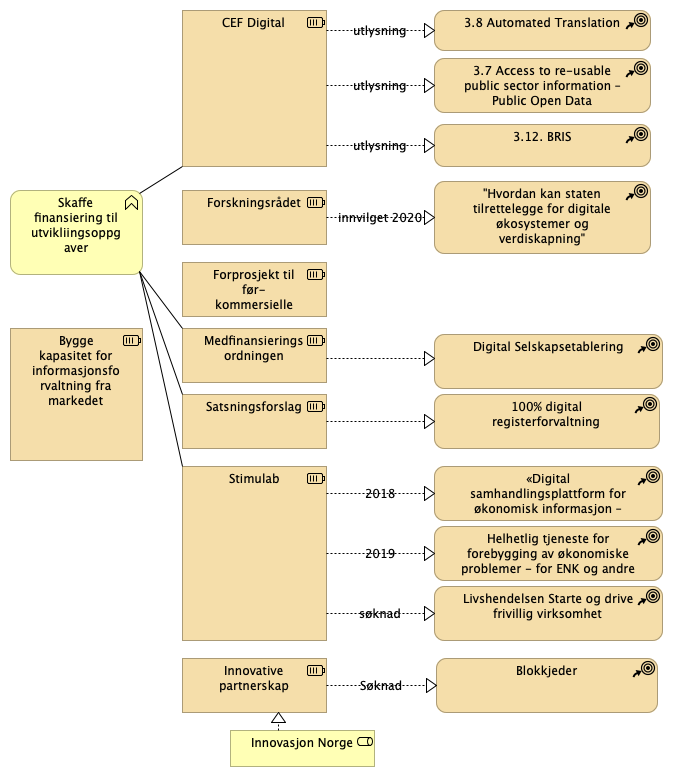 CEF Digital
utlysning
3.8 Automated Translation
utlysning
3.7 Access to re-usable
public sector information –
Public Open Data
utlysning
3.12. BRIS
Skaffe
finansiering til
utvikliingsoppg
aver
Forskningsrådet
innvilget 2020
"Hvordan kan staten
tilrettelegge for digitale
økosystemer og
verdiskapning"
Forprosjekt til
før-
kommersielle
Bygge
kapasitet for
informasjonsfo
rvaltning fra
markedet
Medfinansierings
ordningen
Digital Selskapsetablering
Satsningsforslag
100% digital
registerforvaltning
Stimulab
2018
«Digital
samhandlingsplattform for
økonomisk informasjon –
2019
Helhetlig tjeneste for
forebygging av økonomiske
problemer – for ENK og andre
søknad
Livshendelsen Starte og drive
frivillig virksomhet
Innovative
partnerskap
Søknad
Blokkjeder
Innovasjon Norge